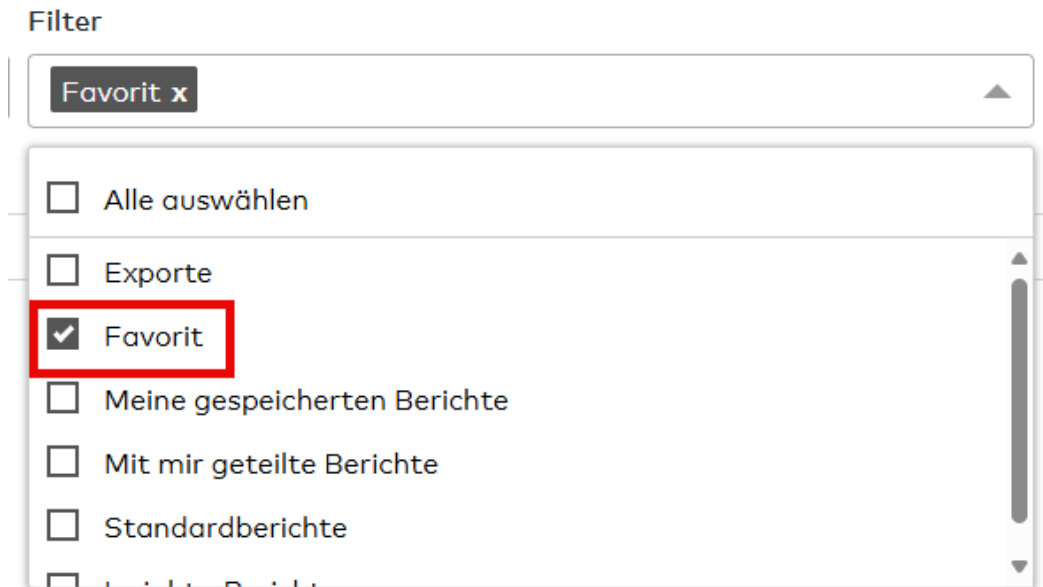 Filter
Favorit x
Alle auswählen
Exporte
Favorit
Meine gespeicherten Berichte
Mit mir geteilte Berichte
Standardberichte